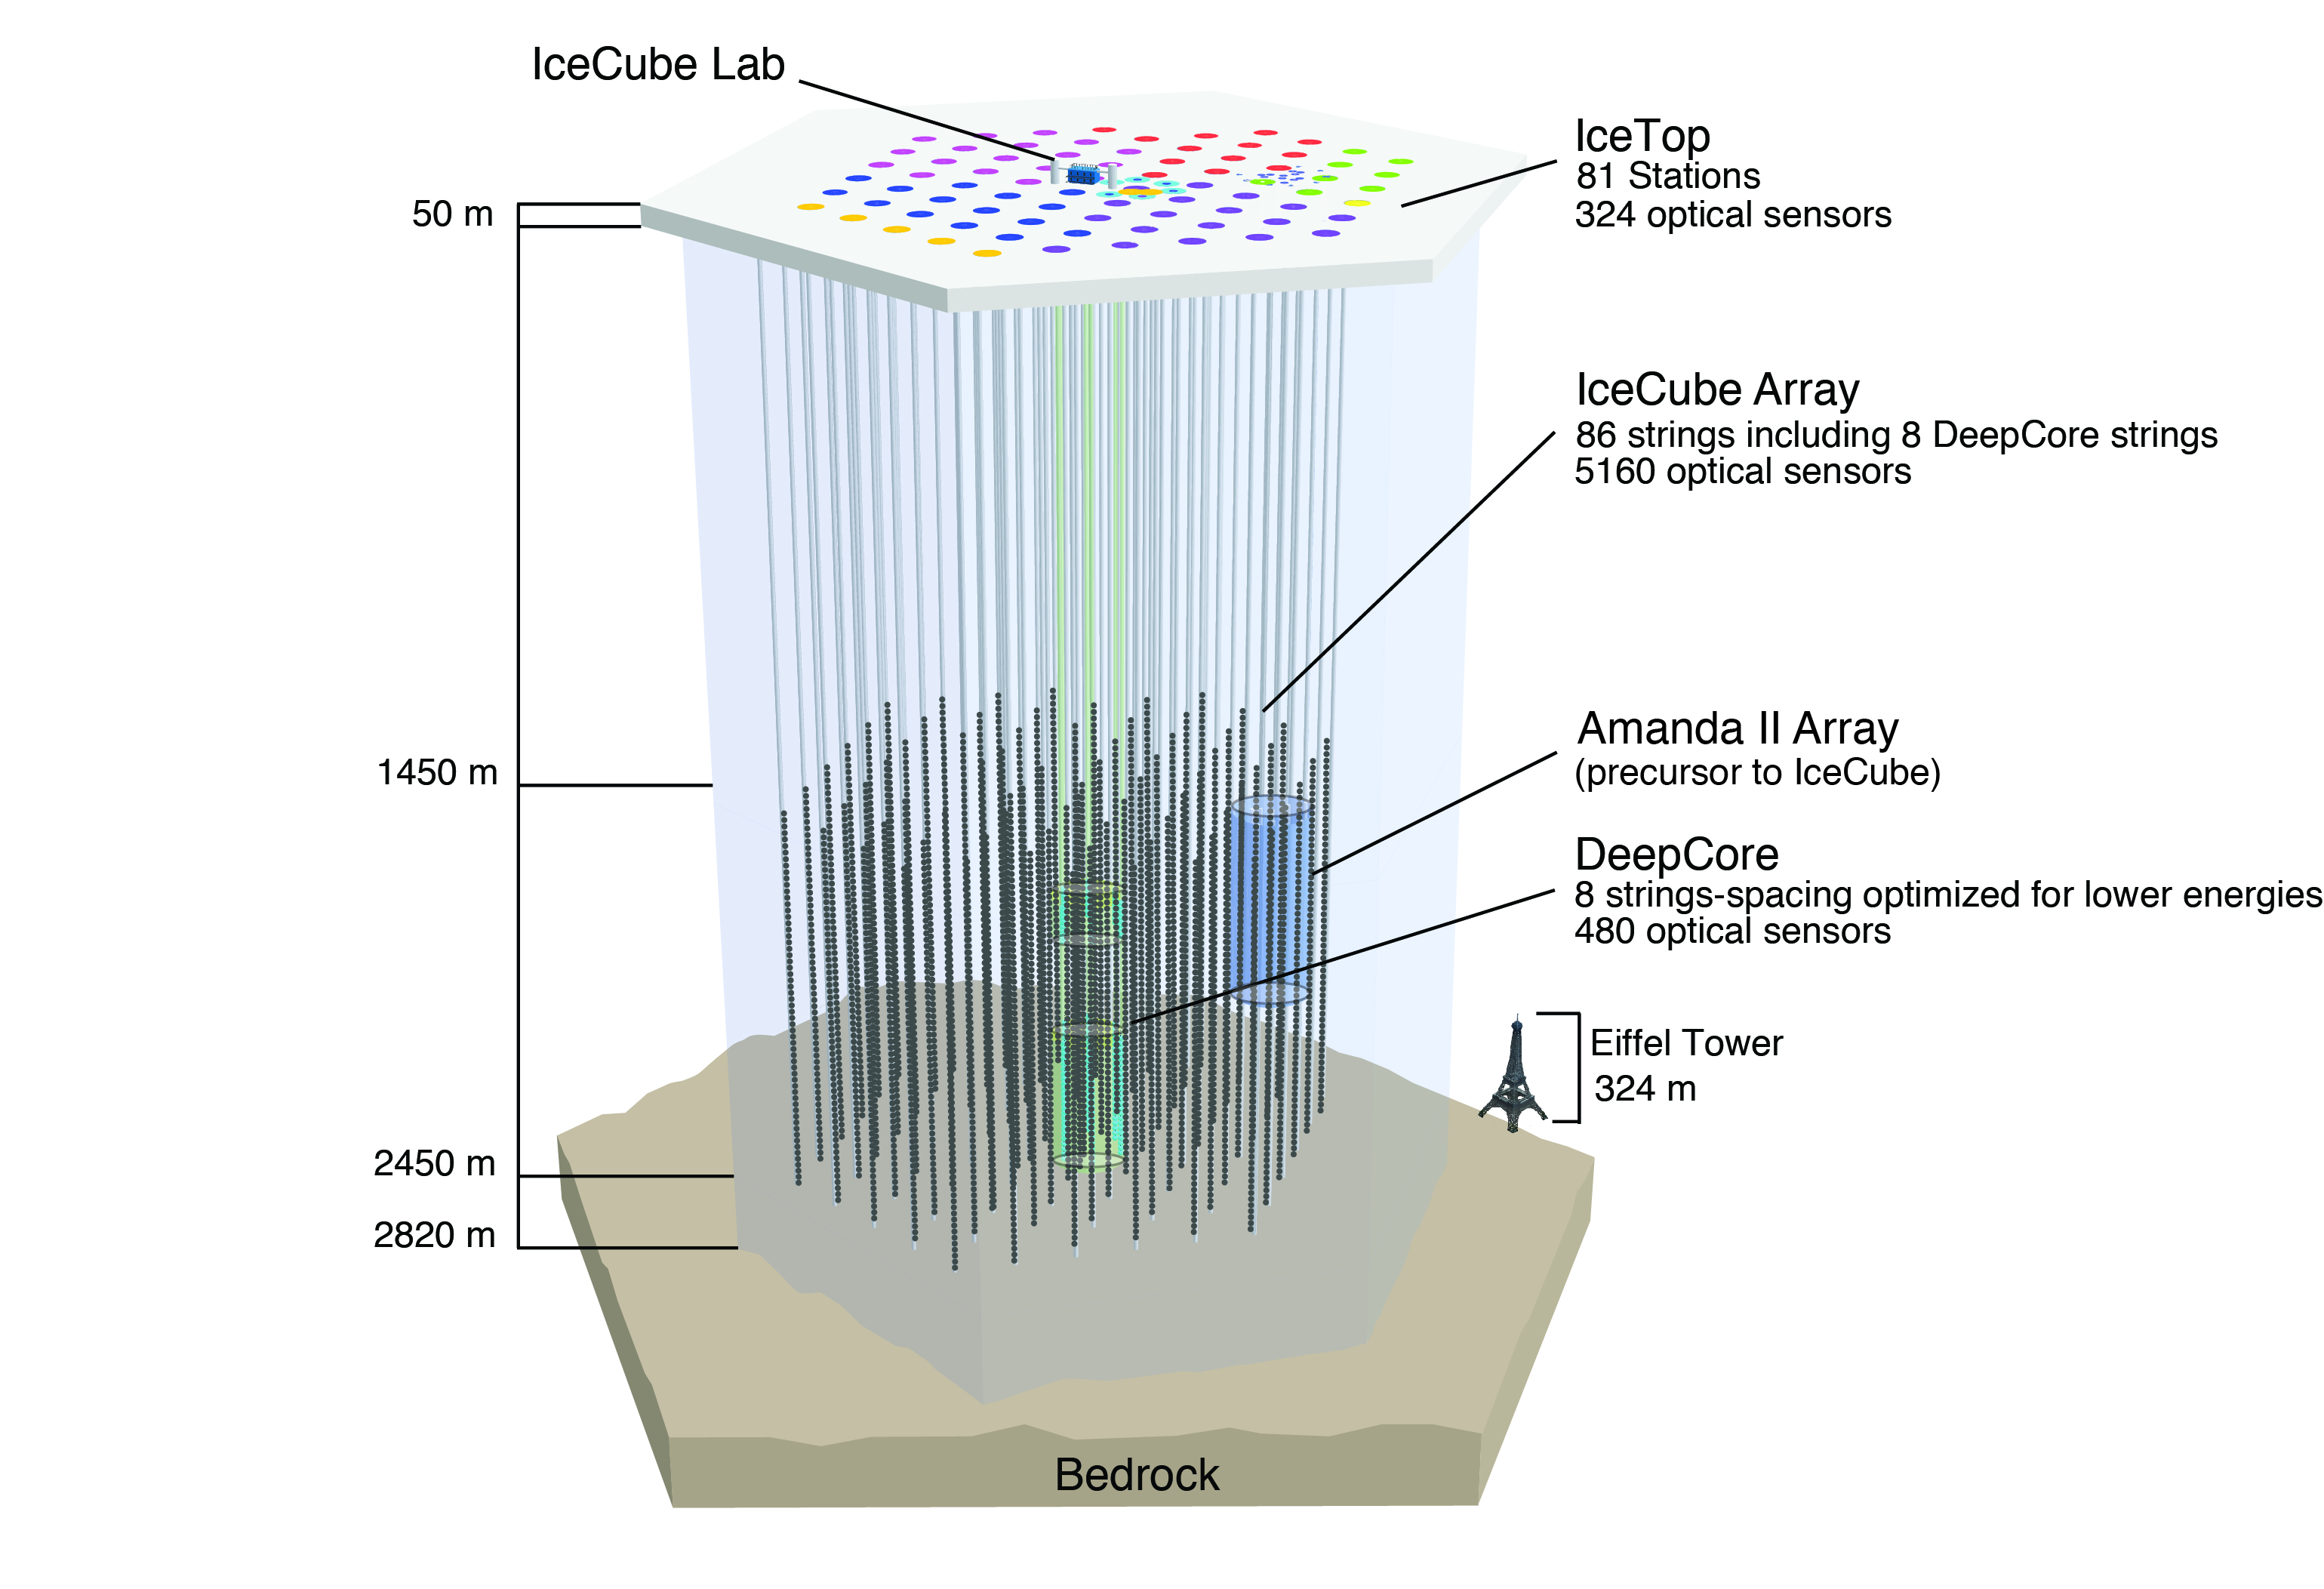 IceCube Lab
IceTop
81 Stations
324 optical sensors
50 m
IceCube Array
86 strings including 8 DeepCore strings
5160 optical sensors
Amanda II Array
(precursor to IceCube)
1450 m
DeepCore
8 strings-spacing optimized for lower energies
480 optical sensors
Eiffel Tower
324 m
2450 m
2820 m
Bedrock